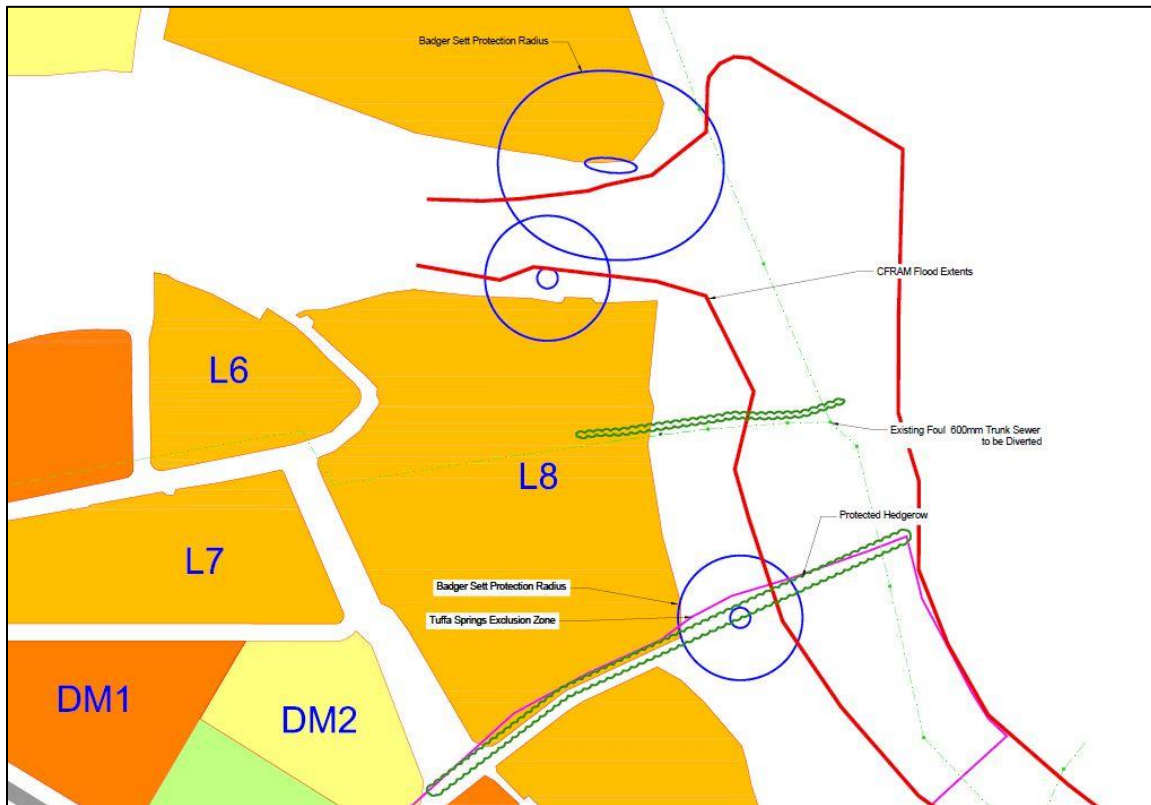 Badger Sett Protection Radius
CFRAM Flood Extents
L6
Existing Foul 600mm Trunk Sewer
to be Diverted
L8
Protected Hedgerow
L7
Badger Sett Protection Radius
Tuffa Springs Exclusion Zone
DM1
DM2